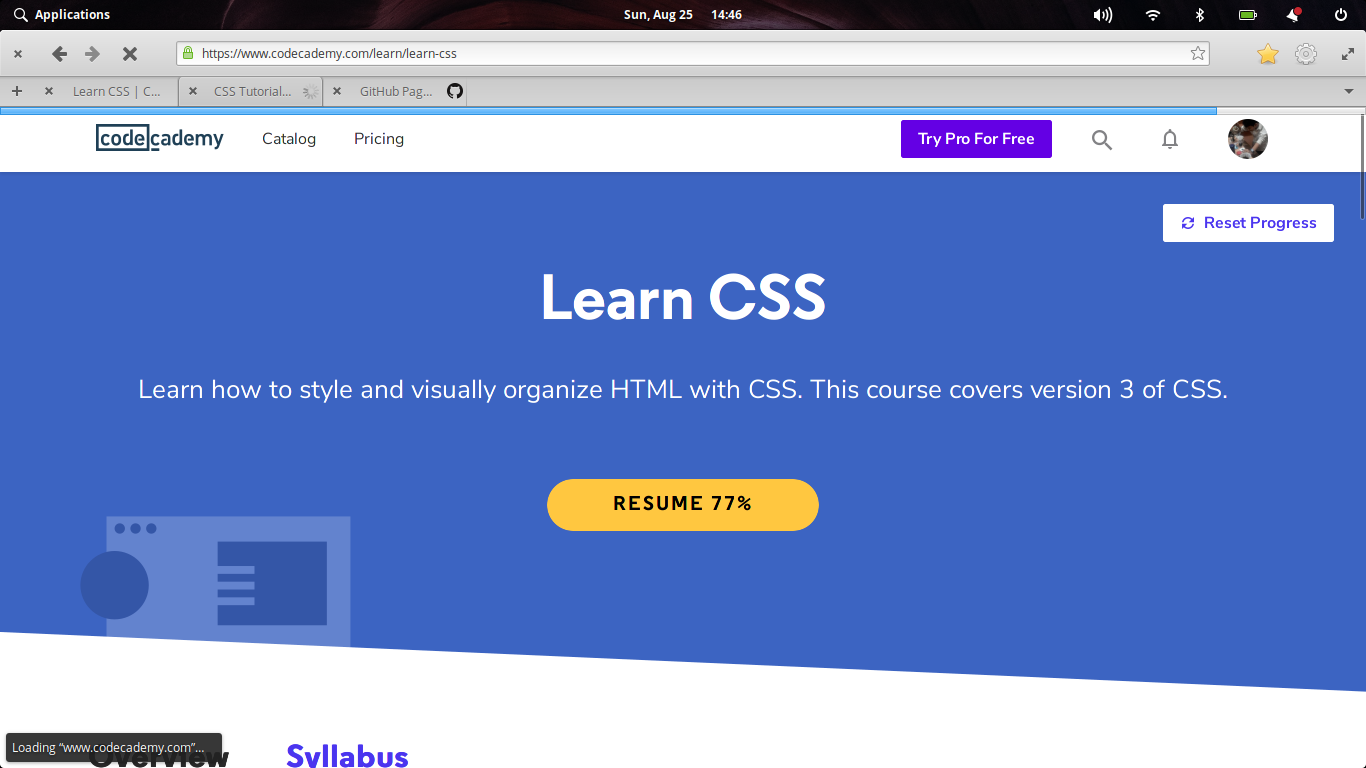 Applications
Sun, Aug 25 14:46
https://www.codecademy.com/learn/learn-css
Learn CSS | C...
CSS Tutorial...
GitHub Pag...
codecademy
Catalog
Pricing
Try Pro For Free
Reset Progress
Learn CSS
Learn how to style and visually organize HTML with CSS. This course covers version 3 of CSS.
RESUME 77%
Overview
Syllabus
Loading “www.codecademy.com”...